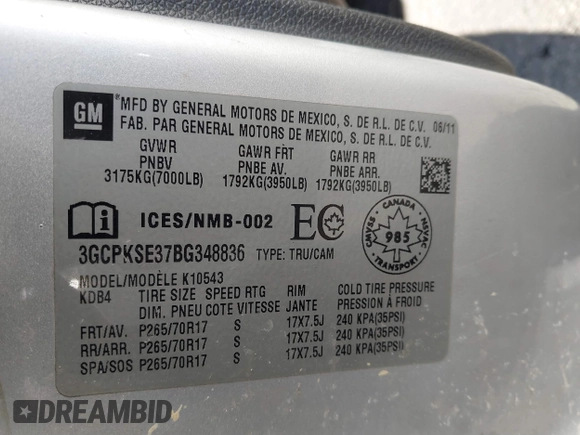 GM ®MFD BY GENERAL MOTORS DE MEXICO, S. DE R.L. DE C.V. 06/11
FAB. PAR GENERAL MOTORS DE MEXICO, S. DE R.L. DE C.V.
GVWR GAWR FRT GAWR RR
PNBV PNBE AV. PNBE ARR.
3175KG(7000LB) 1792KG(3950LB) 1792KG(3950LB)
ICES/NMB-002 EC
CANADA CMVSS NSVAC 985 TRANSPORT
3GCPKSE37BG348836 TYPE: TRU/CAM
MODEL/MODÈLE K10543
KDB4 TIRE SIZE SPEED RTG RIM COLD TIRE PRESSURE
DIM. PNEU COTE VITESSE JANTE PRESSION À FROID
FRT/AV. P265/70R17 S 17X7.5J 240 KPA(35PSI)
RR/ARR. P265/70R17 S 17X7.5J 240 KPA(35PSI)
SPA/SOS P265/70R17 S 17X7.5J 240 KPA(35PSI)
DREAMBID